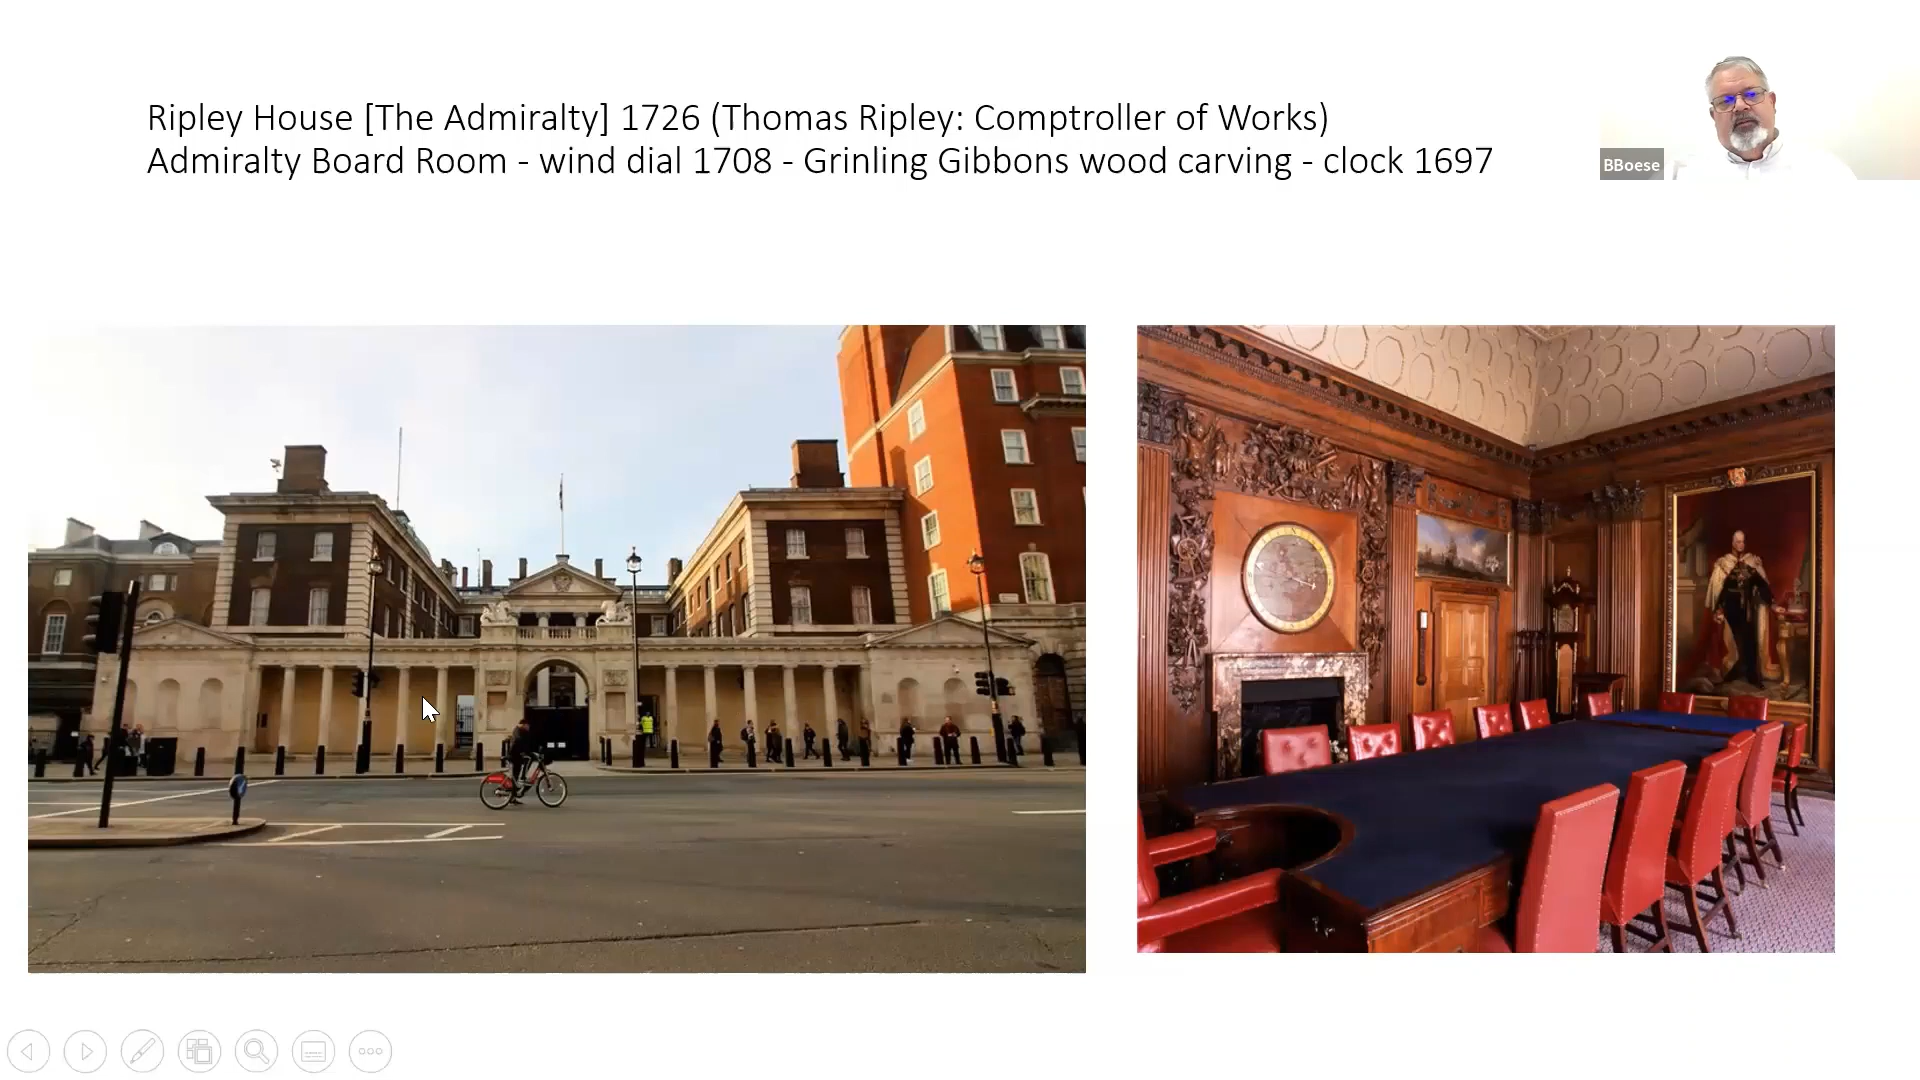 Ripley House [The Admiralty] 1726 (Thomas Ripley: Comptroller of Works)
Admiralty Board Room - wind dial 1708 - Grinling Gibbons wood carving - clock 1697
BBoese